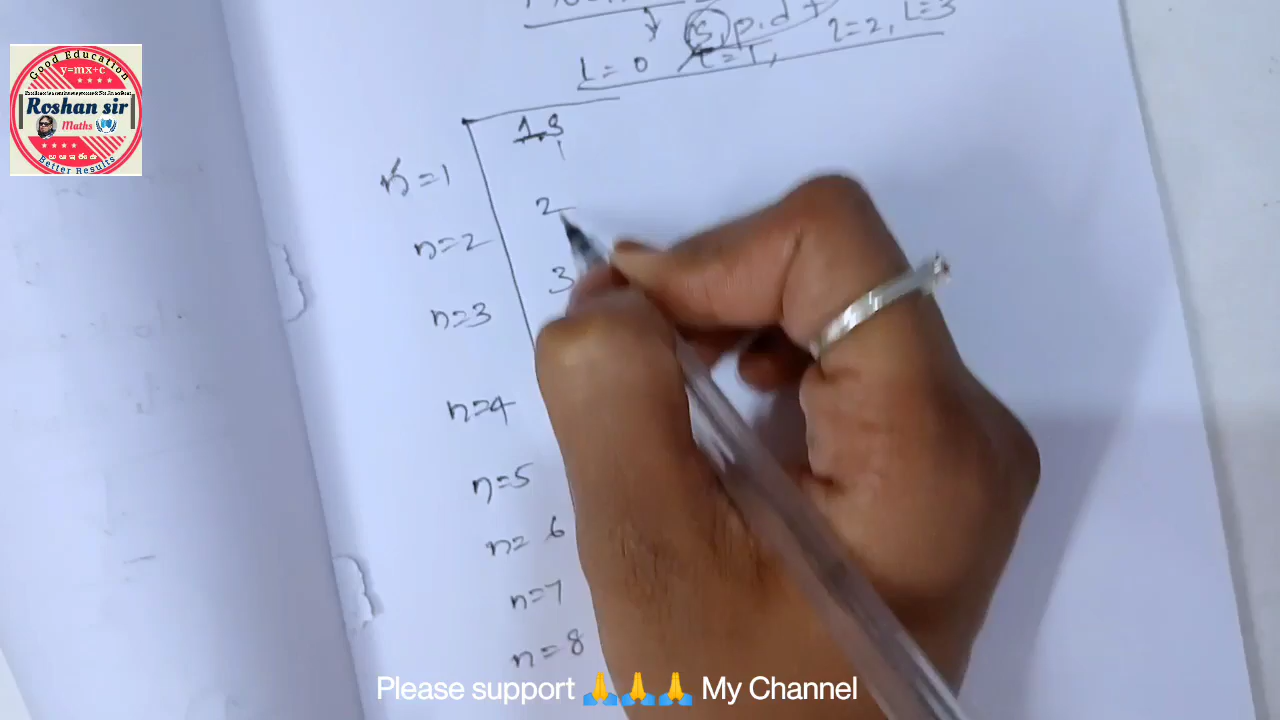 Good Education
y=mx+c
Roshan sir
Maths
Better Results
s, p, d, f
l = 0 l = 1, l = 2, l = 3
1s
n = 1
2
n = 2
3
n = 3
n = 4
n = 5
n = 6
n = 7
n = 8
Please support 🙏🙏🙏 My Channel